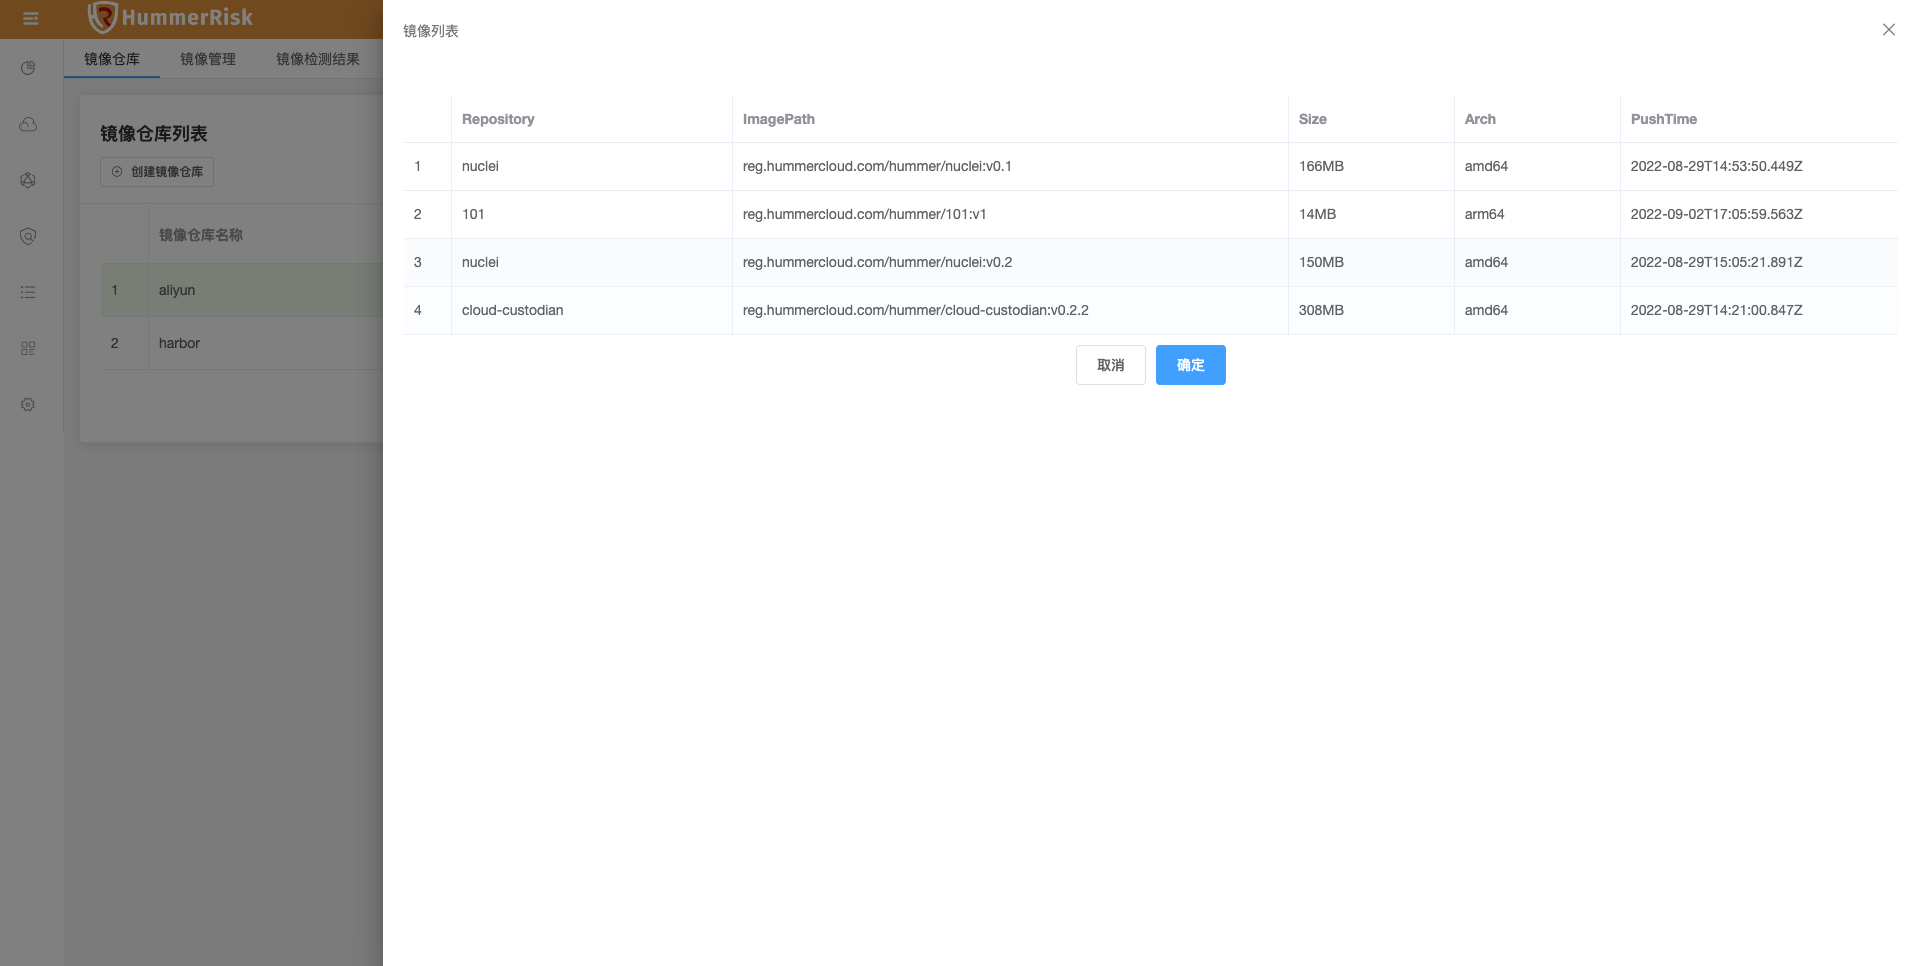 HummerRisk
镜像仓库 镜像管理 镜像检测结果
镜像仓库列表
创建镜像仓库
镜像仓库名称
1 aliyun
2 harbor
镜像列表
Repository ImagePath Size Arch PushTime
1 nuclei reg.hummercloud.com/hummer/nuclei:v0.1 166MB amd64 2022-08-29T14:53:50.449Z
2 101 reg.hummercloud.com/hummer/101:v1 14MB arm64 2022-09-02T17:05:59.563Z
3 nuclei reg.hummercloud.com/hummer/nuclei:v0.2 150MB amd64 2022-08-29T15:05:21.891Z
4 cloud-custodian reg.hummercloud.com/hummer/cloud-custodian:v0.2.2 308MB amd64 2022-08-29T14:21:00.847Z
取消 确定